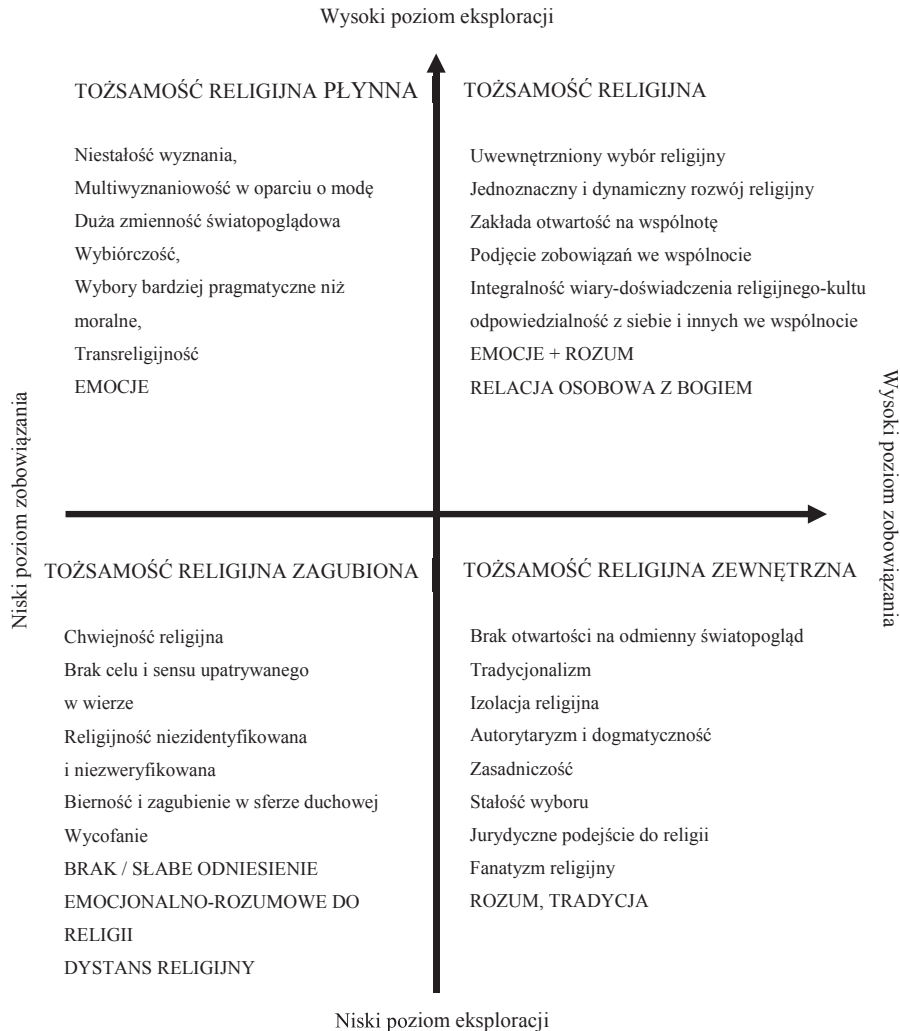 Wysoki poziom eksploracji
TOŻSAMOŚĆ RELIGIJNA PŁYNNA
Niestałość wyznania,
Multiwyznaniowość w oparciu o modę
Duża zmienność światopoglądowa
Wybiórczość,
Wybory bardziej pragmatyczne niż
moralne,
Transreligijność
EMOCJE
TOŻSAMOŚĆ RELIGIJNA
Uwewnętrzniony wybór religijny
Jednoznaczny i dynamiczny rozwój religijny
Zakłada otwartość na wspólnotę
Podjęcie zobowiązań we wspólnocie
Integralność wiary-doświadczenia religijnego-kultu
odpowiedzialność z siebie i innych we wspólnocie
EMOCJE + ROZUM
RELACJA OSOBOWA Z BOGIEM
Niski poziom zobowiązania
Wysoki poziom zobowiązania
TOŻSAMOŚĆ RELIGIJNA ZAGUBIONA
Chwiejność religijna
Brak celu i sensu upatrywanego
w wierze
Religijność niezidentyfikowana
i niezweryfikowana
Bierność i zagubienie w sferze duchowej
Wycofanie
BRAK / SŁABE ODNIESIENIE
EMOCJONALNO-ROZUMOWE DO
RELIGII
DYSTANS RELIGIJNY
TOŻSAMOŚĆ RELIGIJNA ZEWNĘTRZNA
Brak otwartości na odmienny światopogląd
Tradycjonalizm
Izolacja religijna
Autorytaryzm i dogmatyczność
Zasadniczość
Stałość wyboru
Jurydyczne podejście do religii
Fanatyzm religijny
ROZUM, TRADYCJA
Niski poziom eksploracji